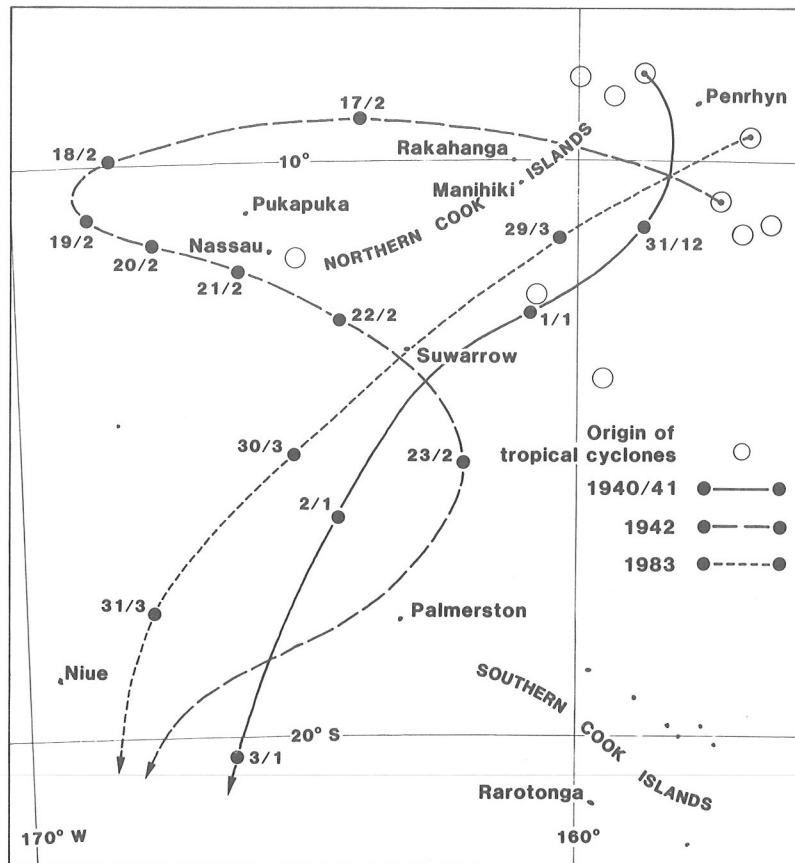 Penrhyn
17/2
Rakahanga
18/2
10°
Manihiki
NORTHERN COOK ISLANDS
Pukapuka
29/3
31/12
19/2
Nassau
20/2
21/2
1/1
22/2
Suwarrow
Origin of
tropical cyclones
30/3
23/2
1940/41
2/1
1942
1983
31/3
Palmerston
Niue
SOUTHERN COOK ISLANDS
20° S
3/1
Rarotonga
170° W
160°